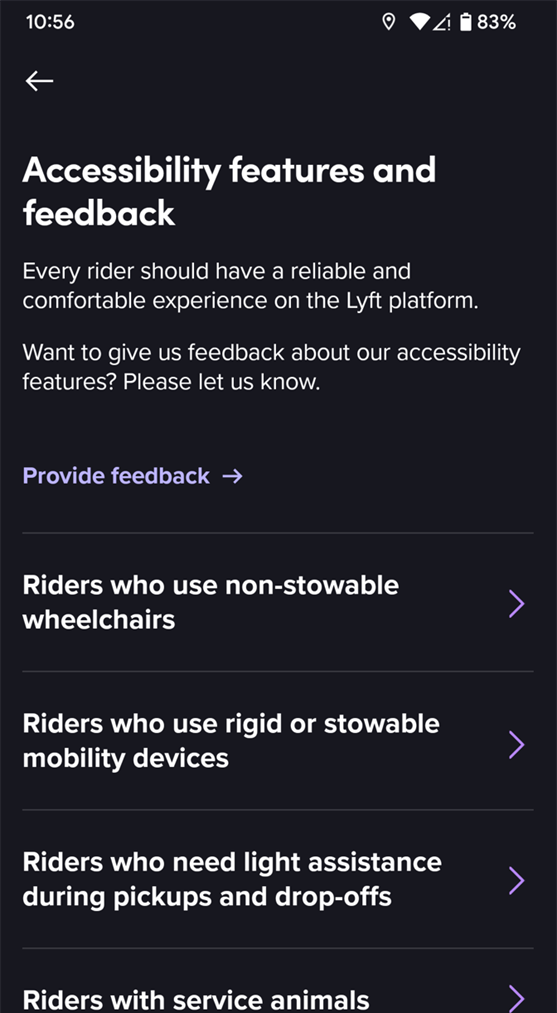 10:56
83%
Accessibility features and
feedback
Every rider should have a reliable and
comfortable experience on the Lyft platform.
Want to give us feedback about our accessibility
features? Please let us know.
Provide feedback →
Riders who use non-stowable
wheelchairs
Riders who use rigid or stowable
mobility devices
Riders who need light assistance
during pickups and drop-offs
Riders with service animals